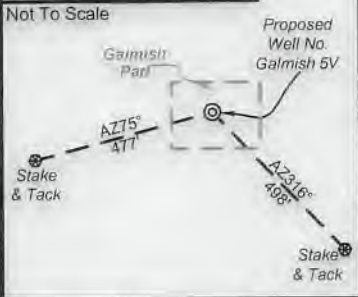 Not To Scale
Proposed
Well No.
Galmish 5V
Galmish
Pad
AZ75°
477'
AZ316°
498'
Stake
& Tack
Stake
& Tack